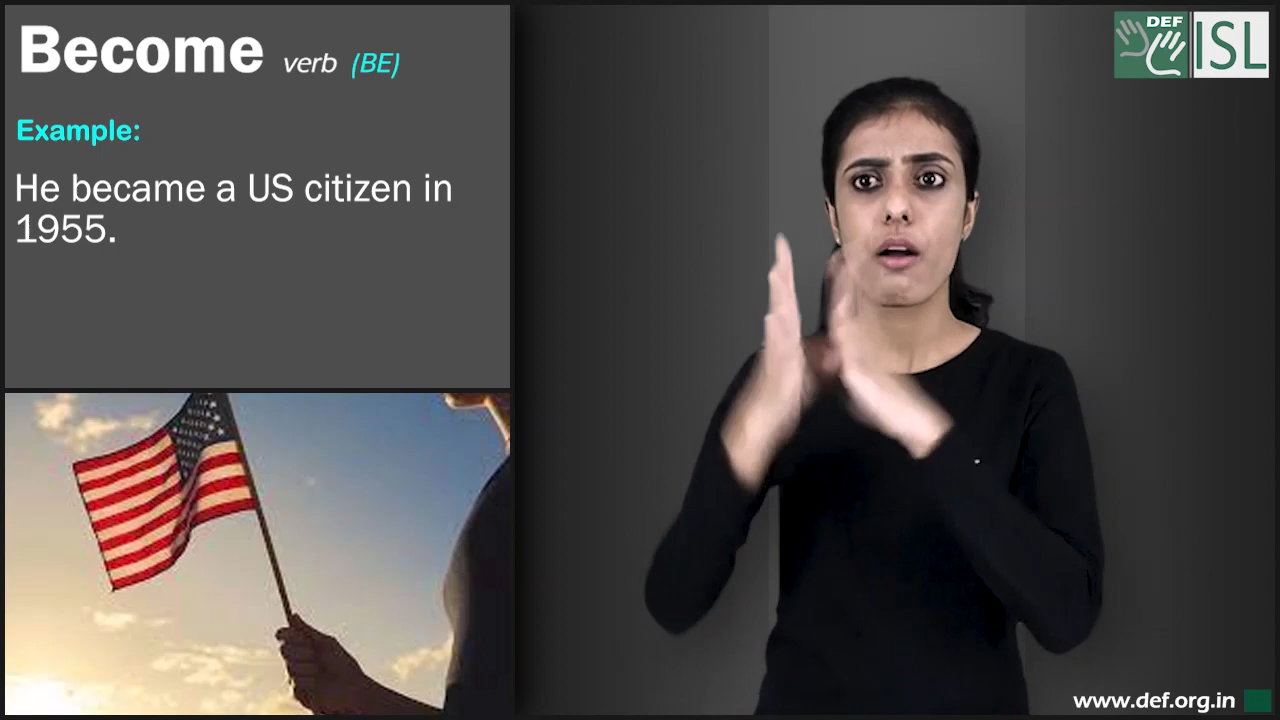 Become verb (BE)
Example:
He became a US citizen in
1955.
DEF
ISL
www.def.org.in